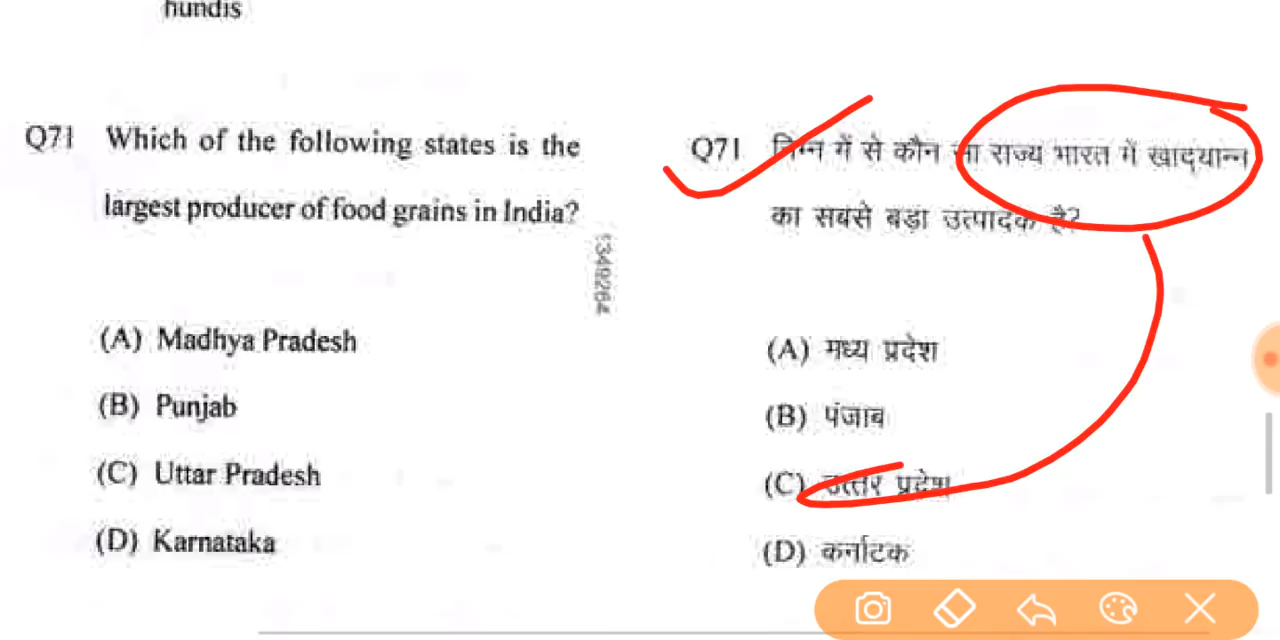 hundis
Q71 Which of the following states is the
largest producer of food grains in India?
(A) Madhya Pradesh
(B) Punjab
(C) Uttar Pradesh
(D) Karnataka
1349264
Q71 निम्न में से कौन सा राज्य भारत में खाद्यान्न
का सबसे बड़ा उत्पादक है?
(A) मध्य प्रदेश
(B) पंजाब
(C) उत्तर प्रदेश
(D) कर्नाटक